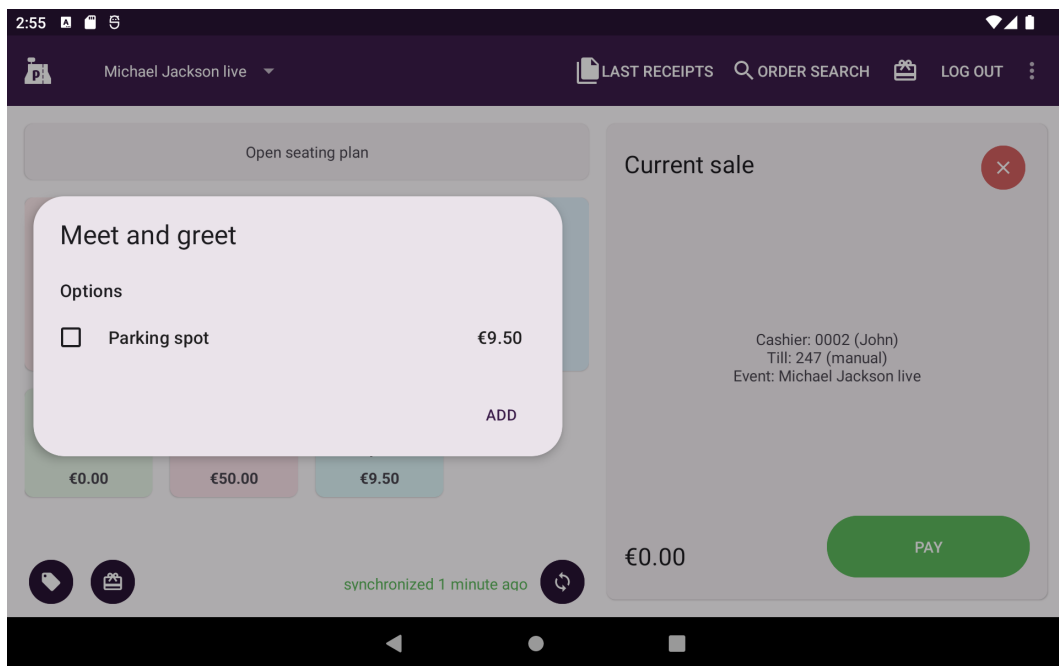 2:55
Michael Jackson live
LAST RECEIPTS
ORDER SEARCH
LOG OUT
Open seating plan
Current sale
Meet and greet
Options
Parking spot
€9.50
ADD
Cashier: 0002 (John)
Till: 247 (manual)
Event: Michael Jackson live
€0.00
€50.00
€9.50
€0.00
PAY
synchronized 1 minute ago